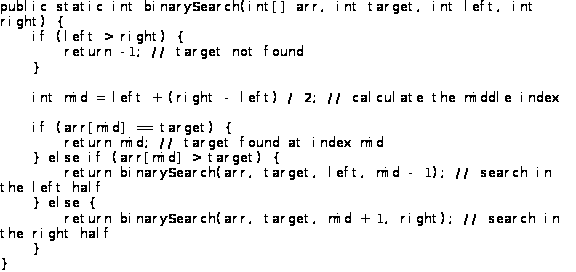 public static int binarySearch(int[] arr, int target, int left, int
right) {
    if (left > right) {
        return -1; // target not found
    }

    int mid = left + (right - left) / 2; // calculate the middle index

    if (arr[mid] == target) {
        return mid; // target found at index mid
    } else if (arr[mid] > target) {
        return binarySearch(arr, target, left, mid - 1); // search in
the left half
    } else {
        return binarySearch(arr, target, mid + 1, right); // search in
the right half
    }
}